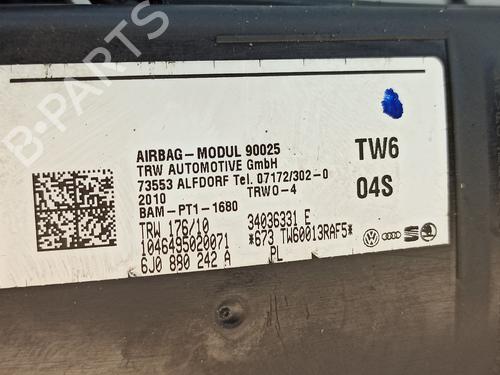 B-PARTS
AIRBAG-MODUL 90025
TRW AUTOMOTIVE GmbH
73553 ALFDORF Tel. 07172/302-0
2010 TRWO-4
BAM-PT1-1680
TRW 176/10 34036331 E
1046495020071 *673 TW60013RAF5*
6J0 880 242 A PL
TW6
04S